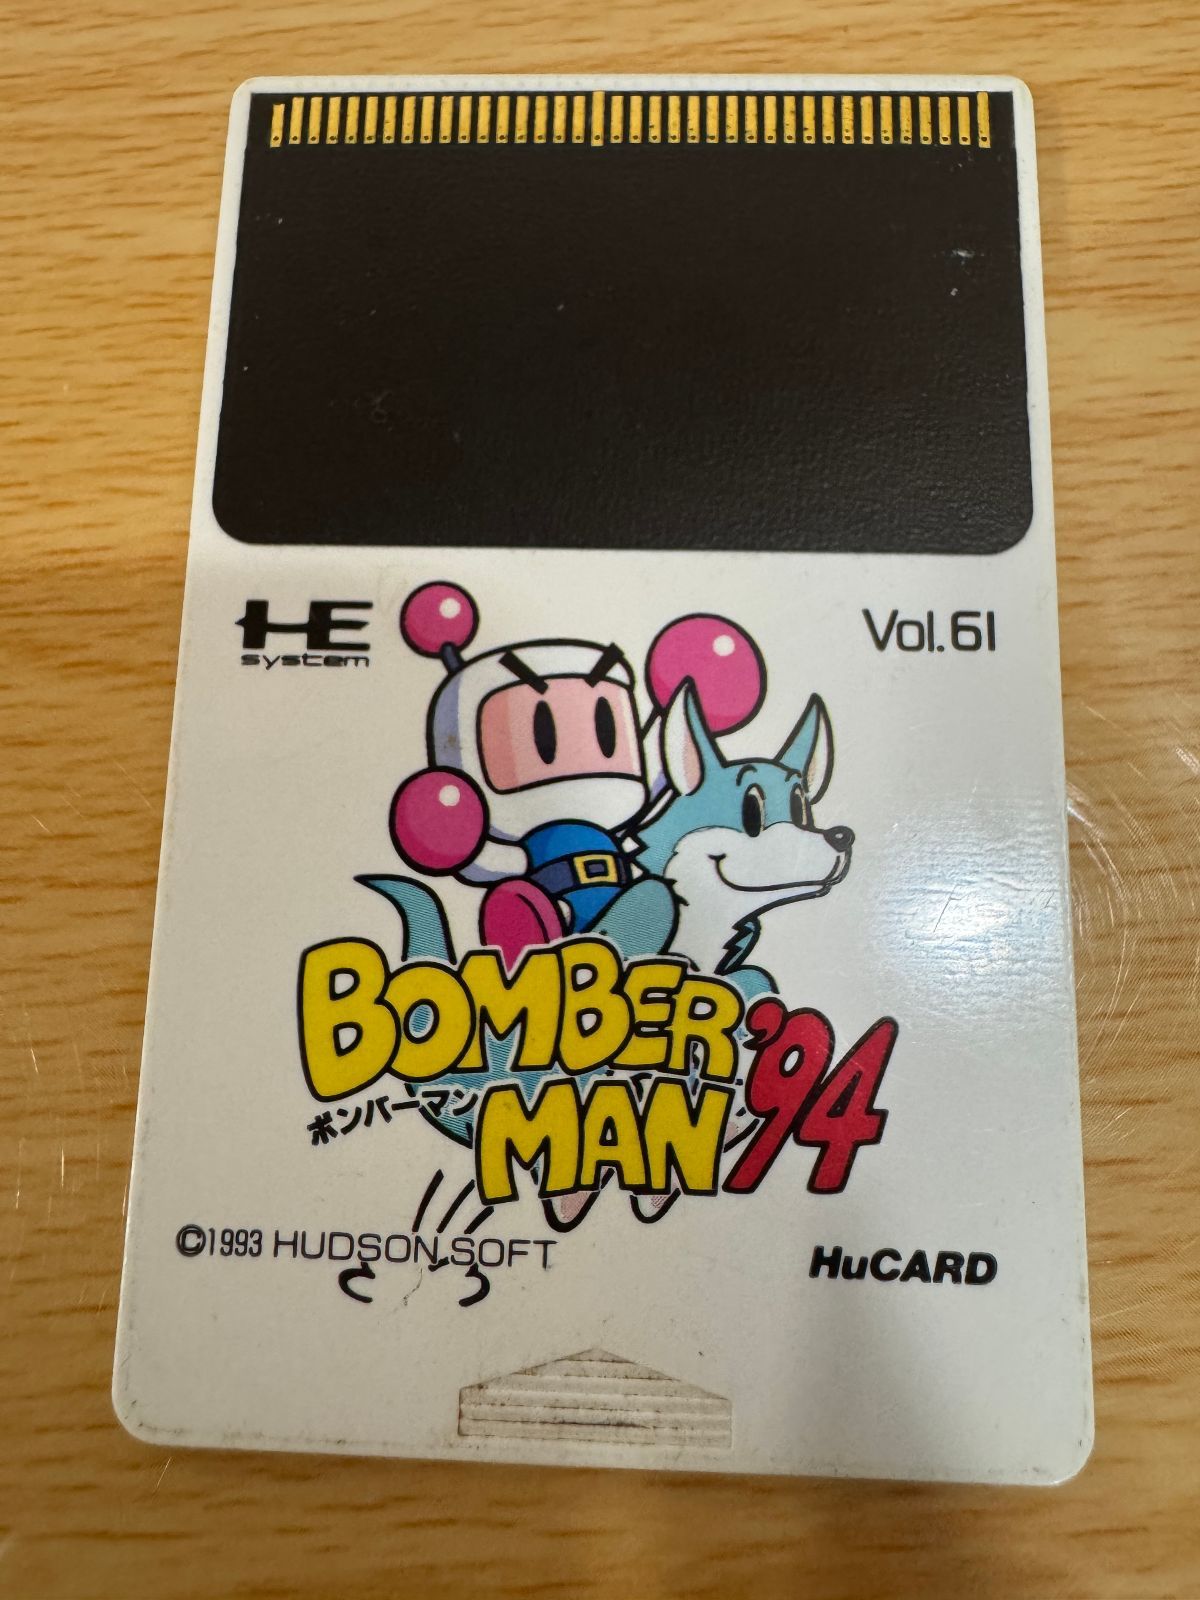 HE
system
Vol.61
BOMBER
MAN '94
ボンバーマン
©1993 HUDSON SOFT
HuCARD